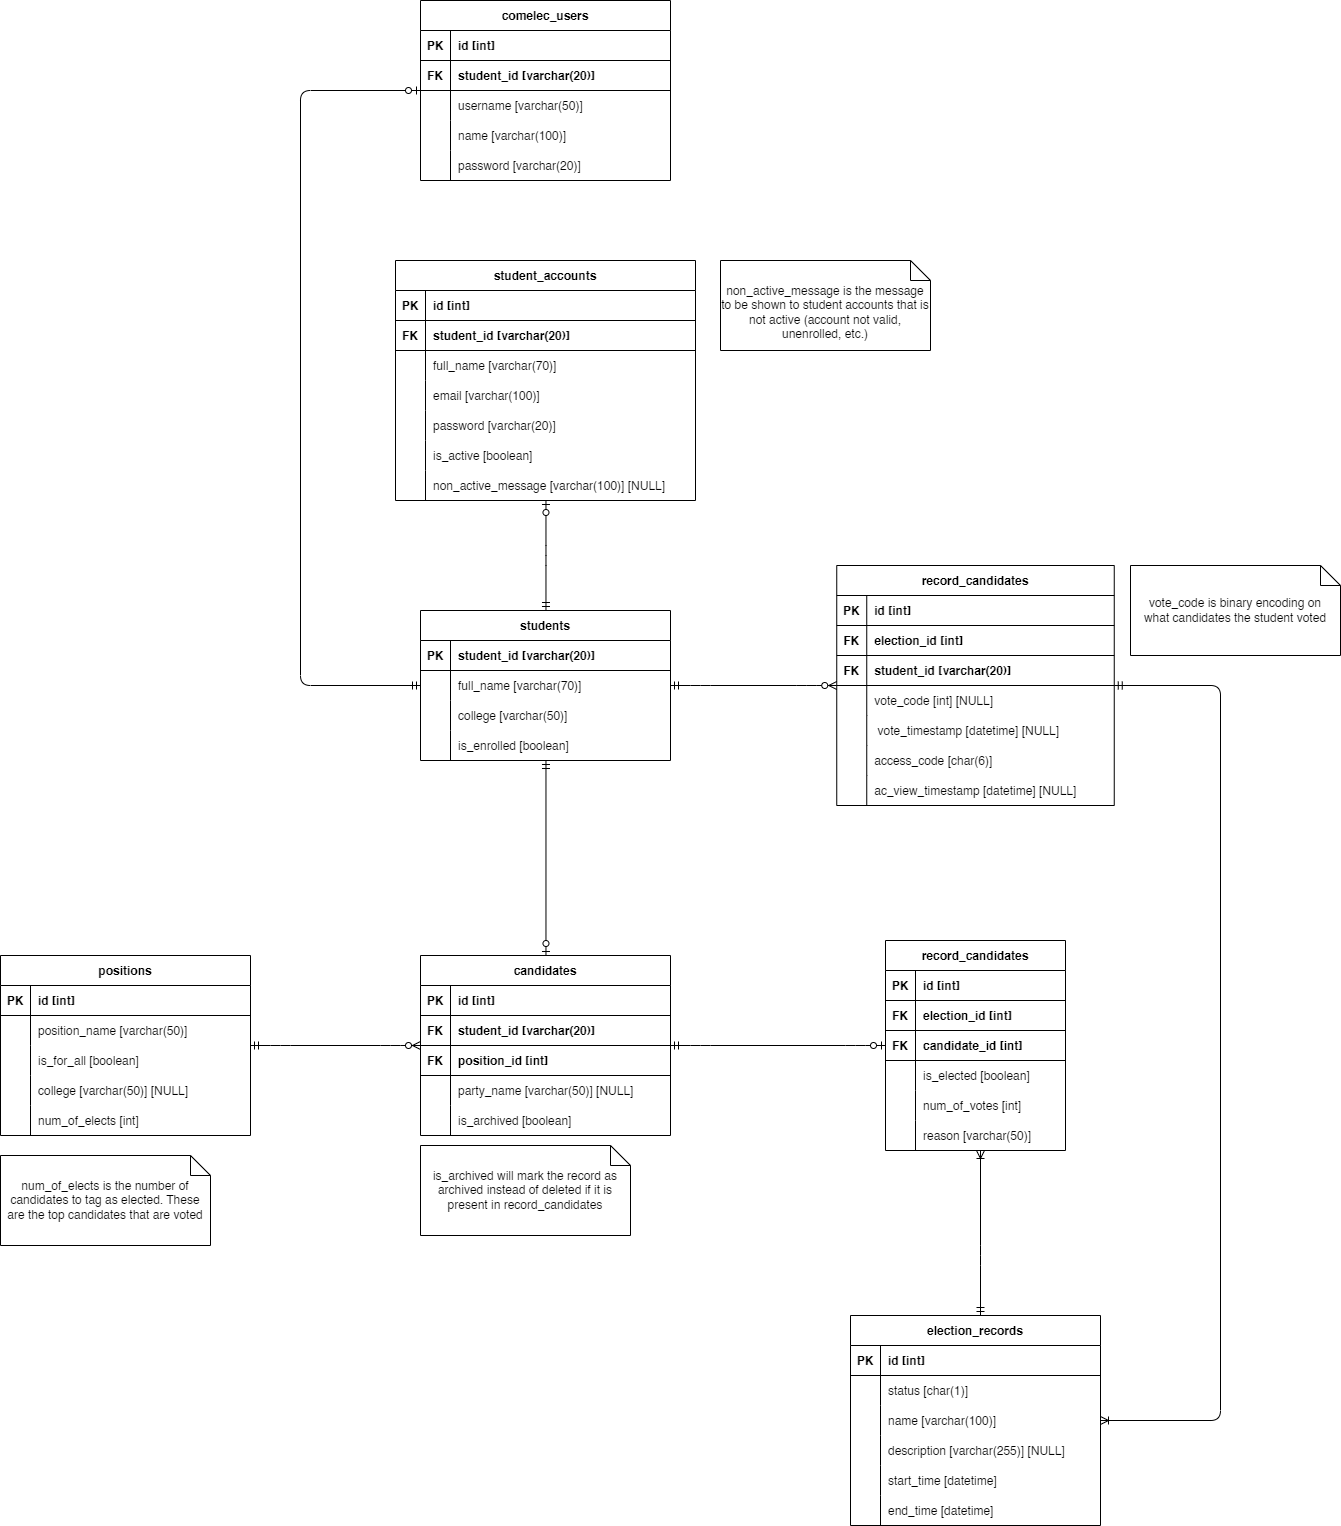 comelec_users
PK id [int]
FK student_id [varchar(20)]
username [varchar(50)]
name [varchar(100)]
password [varchar(20)]
student_accounts
PK id [int]
FK student_id [varchar(20)]
full_name [varchar(70)]
email [varchar(100)]
password [varchar(20)]
is_active [boolean]
non_active_message [varchar(100)] [NULL]
non_active_message is the message
to be shown to student accounts that is
not active (account not valid,
unenrolled, etc.)
students
PK student_id [varchar(20)]
full_name [varchar(70)]
college [varchar(50)]
is_enrolled [boolean]
record_candidates
PK id [int]
FK election_id [int]
FK student_id [varchar(20)]
vote_code [int] [NULL]
vote_timestamp [datetime] [NULL]
access_code [char(6)]
ac_view_timestamp [datetime] [NULL]
vote_code is binary encoding on
what candidates the student voted
positions
PK id [int]
position_name [varchar(50)]
is_for_all [boolean]
college [varchar(50)] [NULL]
num_of_elects [int]
num_of_elects is the number of
candidates to tag as elected. These
are the top candidates that are voted
candidates
PK id [int]
FK student_id [varchar(20)]
FK position_id [int]
party_name [varchar(50)] [NULL]
is_archived [boolean]
is_archived will mark the record as
archived instead of deleted if it is
present in record_candidates
record_candidates
PK id [int]
FK election_id [int]
FK candidate_id [int]
is_elected [boolean]
num_of_votes [int]
reason [varchar(50)]
election_records
PK id [int]
status [char(1)]
name [varchar(100)]
description [varchar(255)] [NULL]
start_time [datetime]
end_time [datetime]